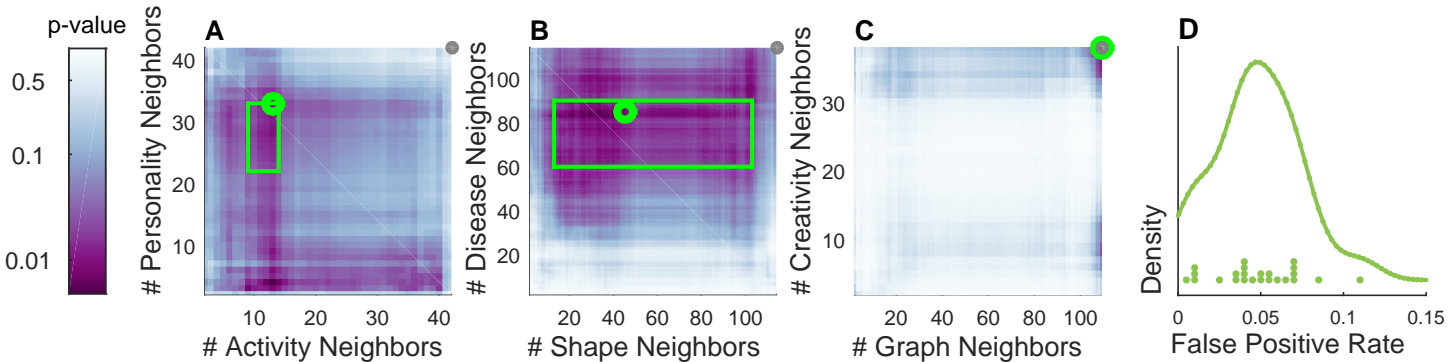 p-value
0.5
0.1
0.01
A
# Personality Neighbors
40
30
20
10
10 20 30 40
# Activity Neighbors
B
# Disease Neighbors
100
80
60
40
20
20 40 60 80 100
# Shape Neighbors
C
# Creativity Neighbors
30
20
10
20 40 60 80 100
# Graph Neighbors
D
Density
0 0.05 0.1 0.15
False Positive Rate